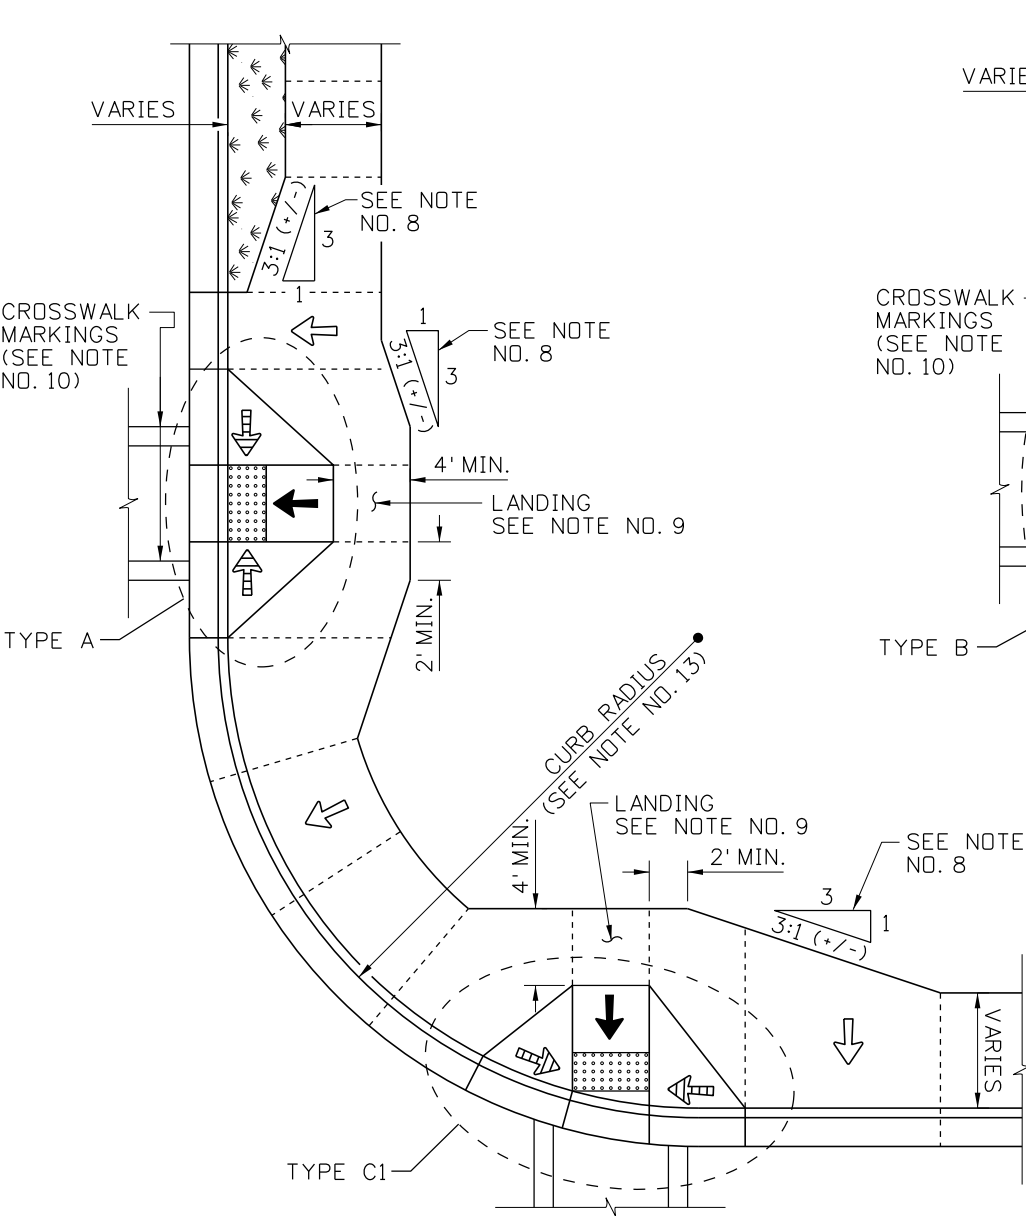 VARIE
VARIES
VARIES
SEE NOTE
NO. 8
3:1 (+/-)
3
1
CROSSWALK
MARKINGS
(SEE NOTE
NO. 10)
1
3:1 (+/-)
3
SEE NOTE
NO. 8
CROSSWALK
MARKINGS
(SEE NOTE
NO. 10)
4' MIN.
LANDING
SEE NOTE NO. 9
2' MIN.
TYPE A
TYPE B
CURB RADIUS
(SEE NOTE NO. 13)
LANDING
SEE NOTE NO. 9
4' MIN.
2' MIN.
SEE NOTE
NO. 8
3
1
3:1 (+/-)
VARIES
TYPE C1